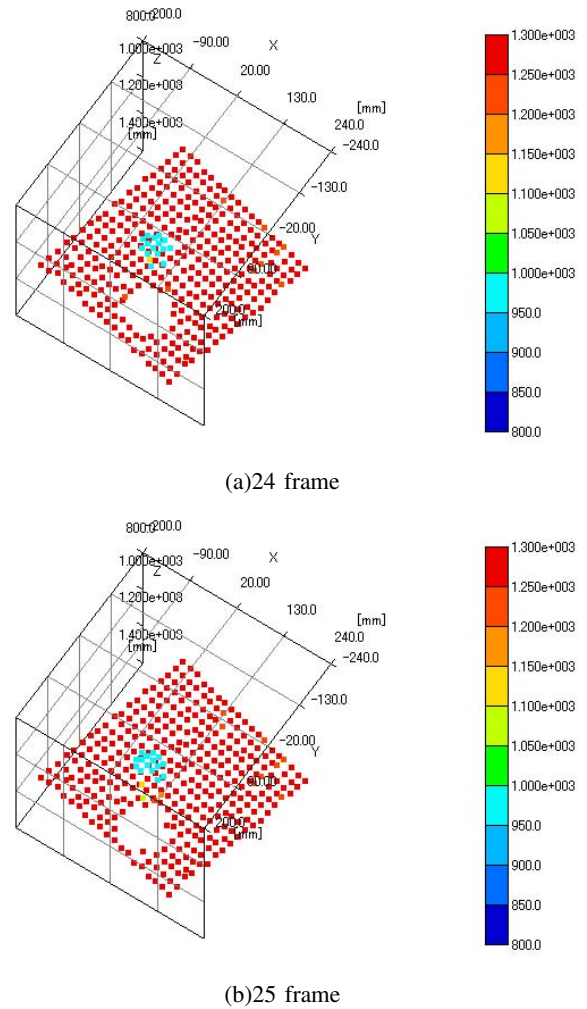 800.0
-200.0
1.000e+003
Z
-90.00
X
1.200e+003
20.00
1.400e+003
[mm]
130.0
[mm]
240.0
-240.0
-130.0
-20.00
Y
90.00
200.0
[mm]
1.300e+003
1.250e+003
1.200e+003
1.150e+003
1.100e+003
1.050e+003
1.000e+003
950.0
900.0
850.0
800.0
(a)24 frame
800.0
-200.0
1.000e+003
Z
-90.00
X
1.200e+003
20.00
1.400e+003
[mm]
130.0
[mm]
240.0
-240.0
-130.0
-20.00
Y
90.00
200.0
[mm]
1.300e+003
1.250e+003
1.200e+003
1.150e+003
1.100e+003
1.050e+003
1.000e+003
950.0
900.0
850.0
800.0
(b)25 frame